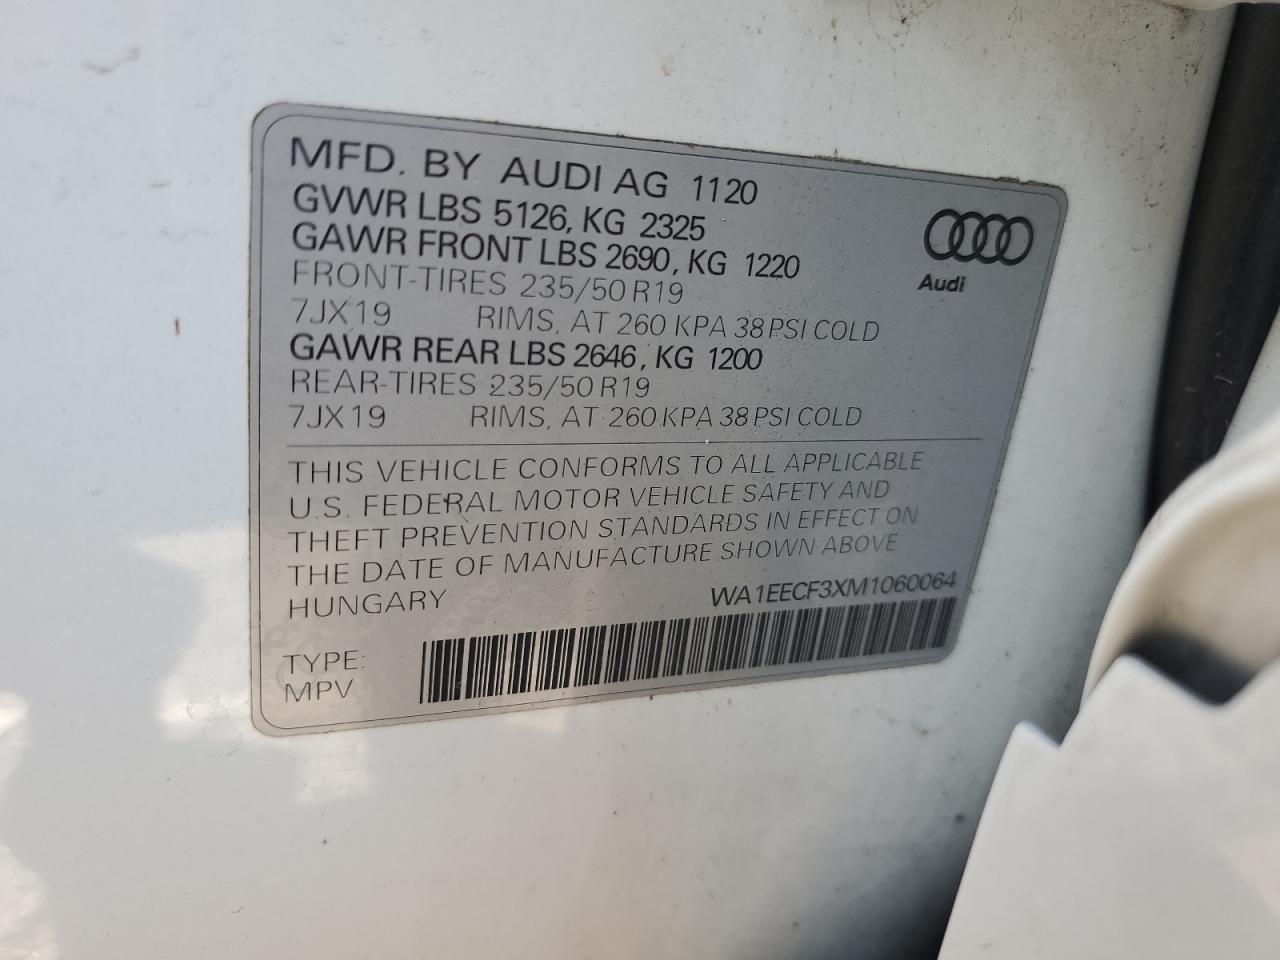 MFD. BY AUDI AG 1120
GVWR LBS 5126, KG 2325
GAWR FRONT LBS 2690, KG 1220
FRONT-TIRES 235/50 R19
7JX19 RIMS, AT 260 KPA 38 PSI COLD
GAWR REAR LBS 2646, KG 1200
REAR-TIRES 235/50 R19
7JX19 RIMS, AT 260 KPA 38 PSI COLD
Audi
THIS VEHICLE CONFORMS TO ALL APPLICABLE
U.S. FEDERAL MOTOR VEHICLE SAFETY AND
THEFT PREVENTION STANDARDS IN EFFECT ON
THE DATE OF MANUFACTURE SHOWN ABOVE
HUNGARY WA1EECF3XM1060064
TYPE:
MPV